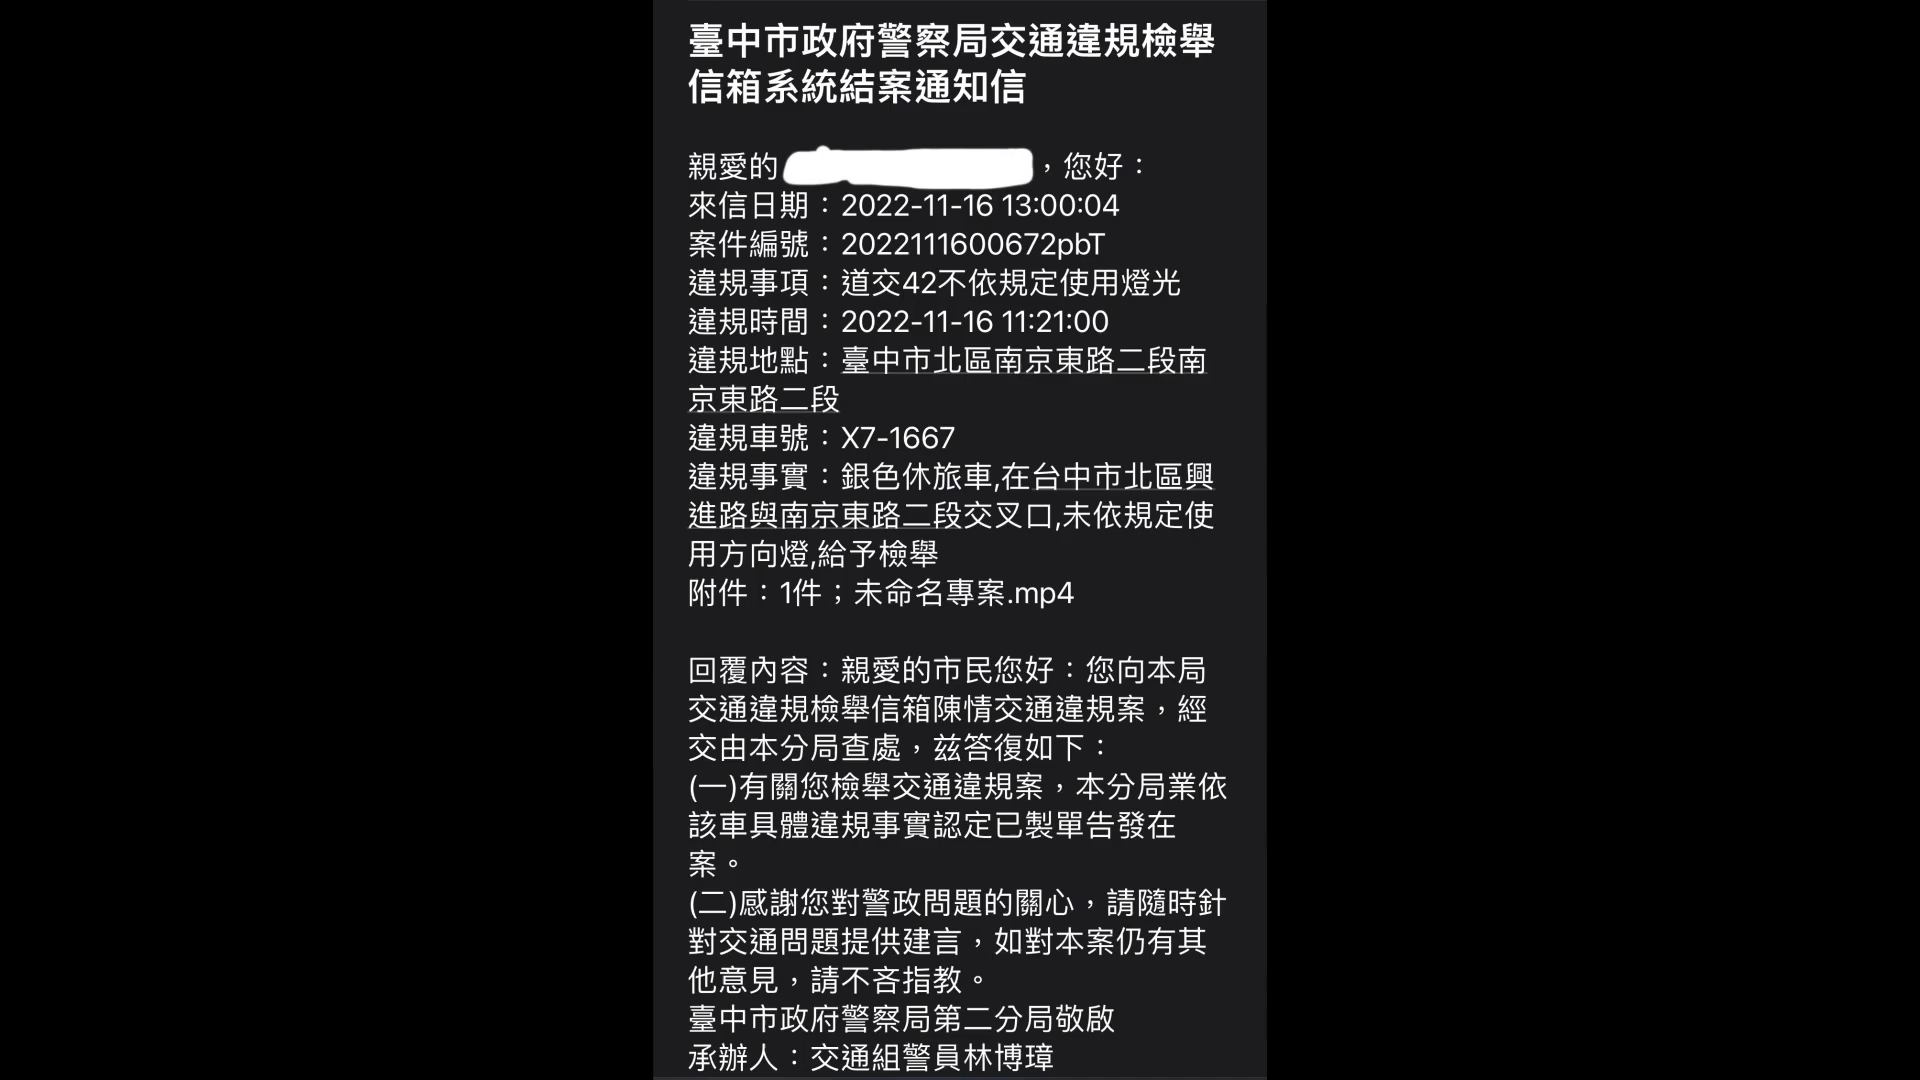 臺中市政府警察局交通違規檢舉
信箱系統結案通知信
親愛的 ，您好：
來信日期：2022-11-16 13:00:04
案件編號：2022111600672pbT
違規事項：道交42不依規定使用燈光
違規時間：2022-11-16 11:21:00
違規地點：臺中市北區南京東路二段南
京東路二段
違規車號：X7-1667
違規事實：銀色休旅車,在台中市北區興
進路與南京東路二段交叉口,未依規定使
用方向燈,給予檢舉
附件：1件；未命名專案.mp4
回覆內容：親愛的市民您好：您向本局
交通違規檢舉信箱陳情交通違規案，經
交由本分局查處，茲答復如下：
(一)有關您檢舉交通違規案，本分局業依
該車具體違規事實認定已製單告發在
案。
(二)感謝您對警政問題的關心，請隨時針
對交通問題提供建言，如對本案仍有其
他意見，請不吝指教。
臺中市政府警察局第二分局敬啟
承辦人：交通組警員林博璋